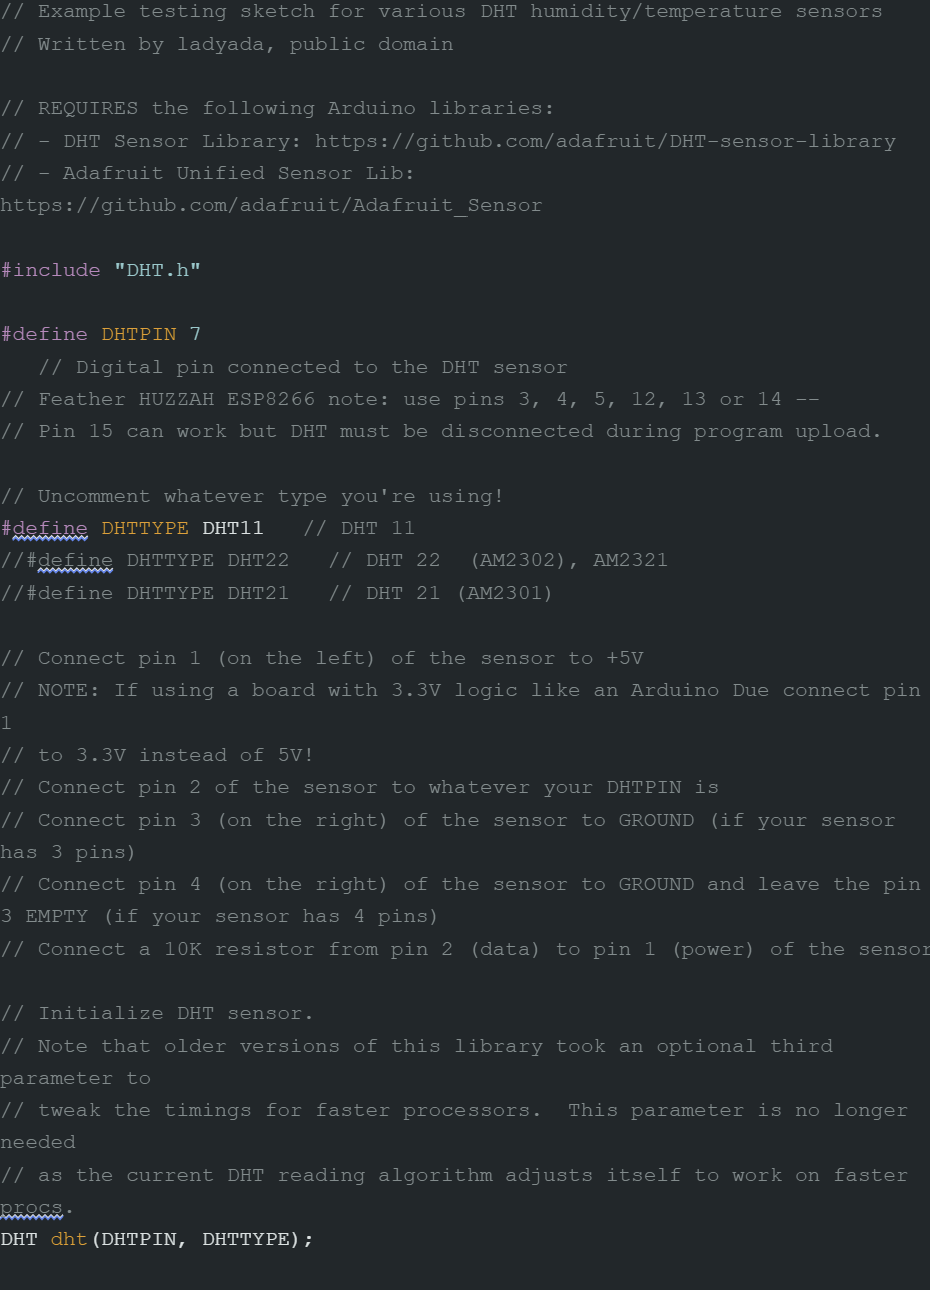 // Example testing sketch for various DHT humidity/temperature sensors
// Written by ladyada, public domain
// REQUIRES the following Arduino libraries:
// - DHT Sensor Library: https://github.com/adafruit/DHT-sensor-library
// - Adafruit Unified Sensor Lib:
https://github.com/adafruit/Adafruit_Sensor
#include "DHT.h"
#define DHTPIN 7
   // Digital pin connected to the DHT sensor
// Feather HUZZAH ESP8266 note: use pins 3, 4, 5, 12, 13 or 14 --
// Pin 15 can work but DHT must be disconnected during program upload.
// Uncomment whatever type you're using!
#define DHTTYPE DHT11   // DHT 11
//#define DHTTYPE DHT22   // DHT 22  (AM2302), AM2321
//#define DHTTYPE DHT21   // DHT 21 (AM2301)
// Connect pin 1 (on the left) of the sensor to +5V
// NOTE: If using a board with 3.3V logic like an Arduino Due connect pin
1
// to 3.3V instead of 5V!
// Connect pin 2 of the sensor to whatever your DHTPIN is
// Connect pin 3 (on the right) of the sensor to GROUND (if your sensor
has 3 pins)
// Connect pin 4 (on the right) of the sensor to GROUND and leave the pin
3 EMPTY (if your sensor has 4 pins)
// Connect a 10K resistor from pin 2 (data) to pin 1 (power) of the sensor
// Initialize DHT sensor.
// Note that older versions of this library took an optional third
parameter to
// tweak the timings for faster processors.  This parameter is no longer
needed
// as the current DHT reading algorithm adjusts itself to work on faster
procs.
DHT dht(DHTPIN, DHTTYPE);